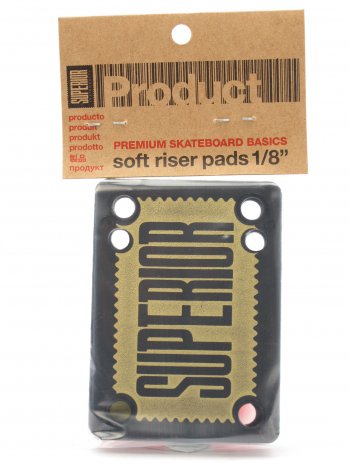 SUPERIOR
Product
producto
produit
produkt
prodotto
製品
продукт
PREMIUM SKATEBOARD BASICS
soft riser pads 1/8”
SUPERIOR